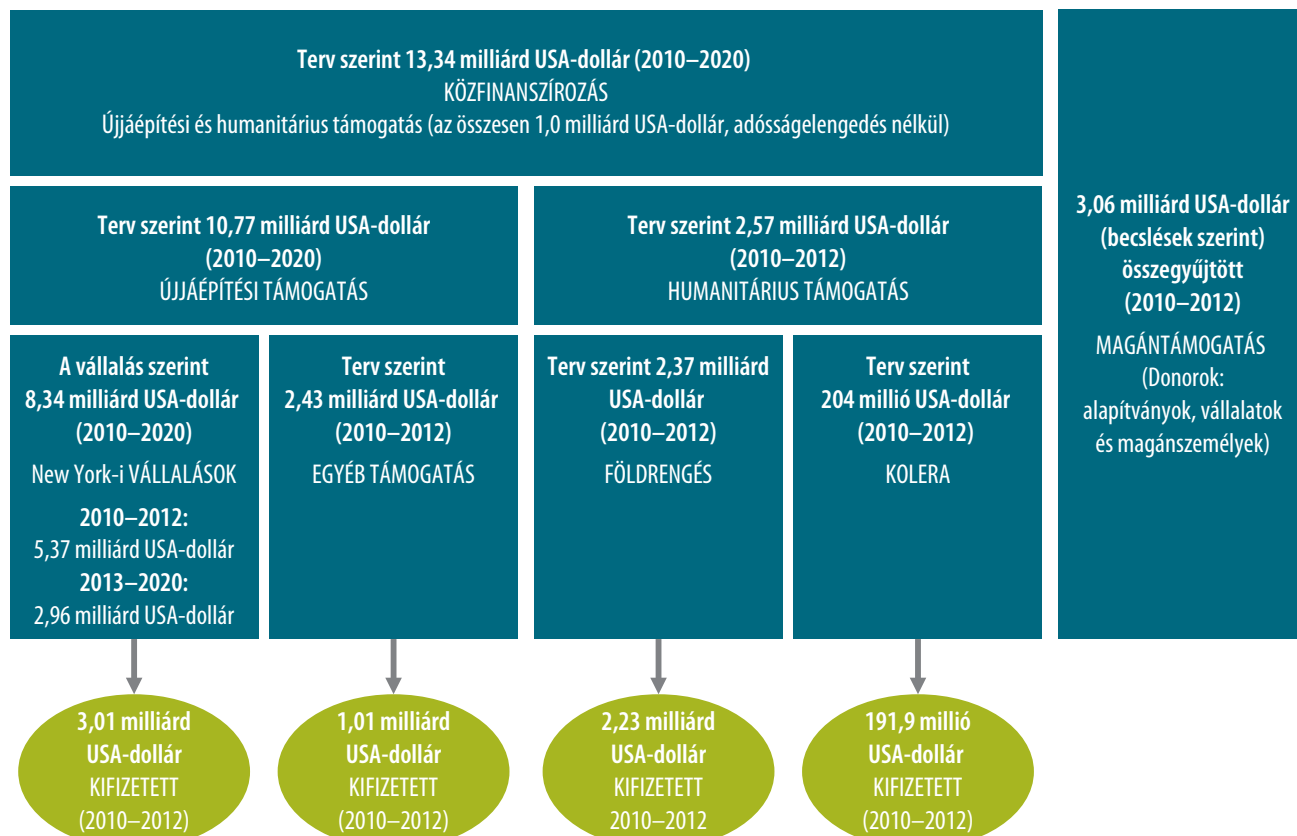 Terv szerint 13,34 milliárd USA-dollár (2010–2020)
KÖZFINANSZÍROZÁS
Újjáépítési és humanitárius támogatás (az összesen 1,0 milliárd USA-dollár, adósságelengedés nélkül)
Terv szerint 10,77 milliárd USA-dollár
(2010–2020)
ÚJJÁÉPÍTÉSI TÁMOGATÁS
Terv szerint 2,57 milliárd USA-dollár
(2010–2012)
HUMANITÁRIUS TÁMOGATÁS
3,06 milliárd USA-dollár
(becslések szerint)
összegyűjtött
(2010–2012)
MAGÁNTÁMOGATÁS
(Donorok:
alapítványok, vállalatok
és magánszemélyek)
A vállalás szerint
8,34 milliárd USA-dollár
(2010–2020)
New York-i VÁLLALÁSOK
2010–2012:
5,37 milliárd USA-dollár
2013–2020:
2,96 milliárd USA-dollár
Terv szerint
2,43 milliárd USA-dollár
(2010–2012)
EGYÉB TÁMOGATÁS
Terv szerint 2,37 milliárd
USA-dollár
(2010–2012)
FÖLDRENGÉS
Terv szerint
204 millió USA-dollár
(2010–2012)
KOLERA
3,01 milliárd
USA-dollár
KIFIZETETT
(2010–2012)
1,01 milliárd
USA-dollár
KIFIZETETT
(2010–2012)
2,23 milliárd
USA-dollár
KIFIZETETT
2010–2012
191,9 millió
USA-dollár
KIFIZETETT
(2010–2012)